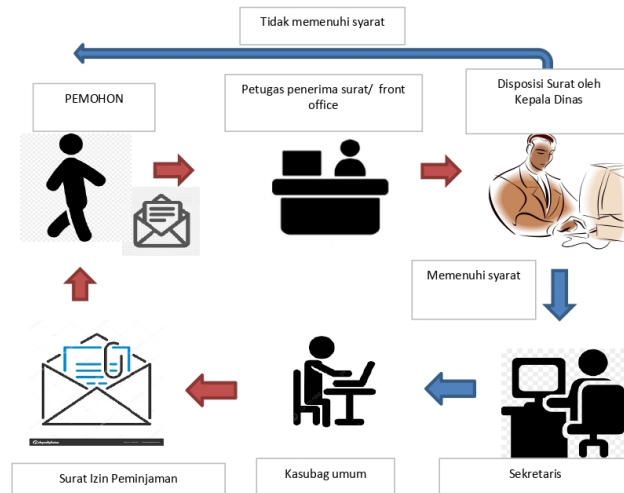 Tidak memenuhi syarat
PEMOHON
Petugas penerima surat/ front
office
Disposisi Surat oleh
Kepala Dinas
Memenuhi syarat
Surat Izin Peminjaman
Kasubag umum
Sekretaris